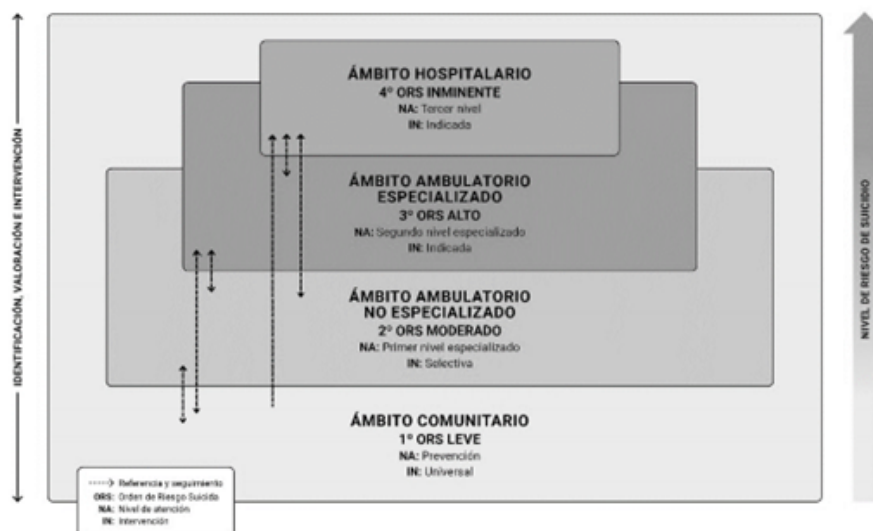 IDENTIFICACIÓN, VALORACIÓN E INTERVENCIÓN
ÁMBITO HOSPITALARIO
4º ORS INMINENTE
NA: Tercer nivel
IN: Indicada
ÁMBITO AMBULATORIO
ESPECIALIZADO
3º ORS ALTO
NA: Segundo nivel especializado
IN: Indicada
ÁMBITO AMBULATORIO
NO ESPECIALIZADO
2º ORS MODERADO
NA: Primer nivel especializado
IN: Selectiva
ÁMBITO COMUNITARIO
1º ORS LEVE
NA: Prevención
IN: Universal
Referencia y seguimiento
ORS: Orden de Riesgo Suicida
NA: Nivel de atención
IN: Intervención
NIVEL DE RIESGO DE SUICIDIO